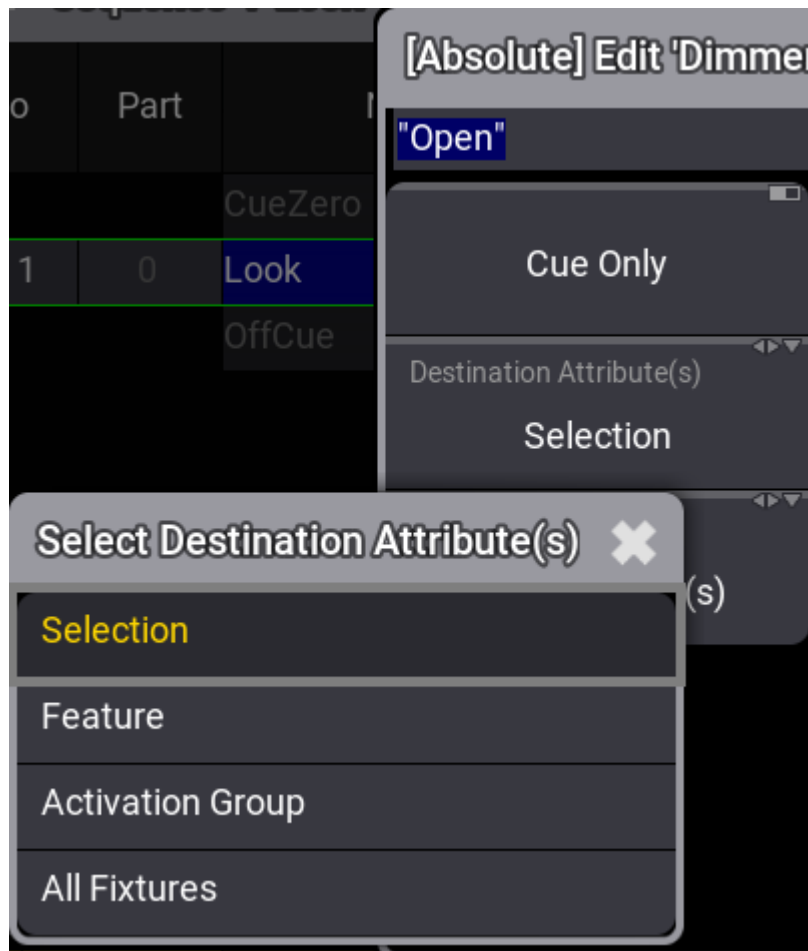 [Absolute] Edit 'Dimmer
o Part
"Open"
CueZero
Cue Only
1 0 Look
OffCue
Destination Attribute(s)
Selection
Select Destination Attribute(s)
(s)
Selection
Feature
Activation Group
All Fixtures